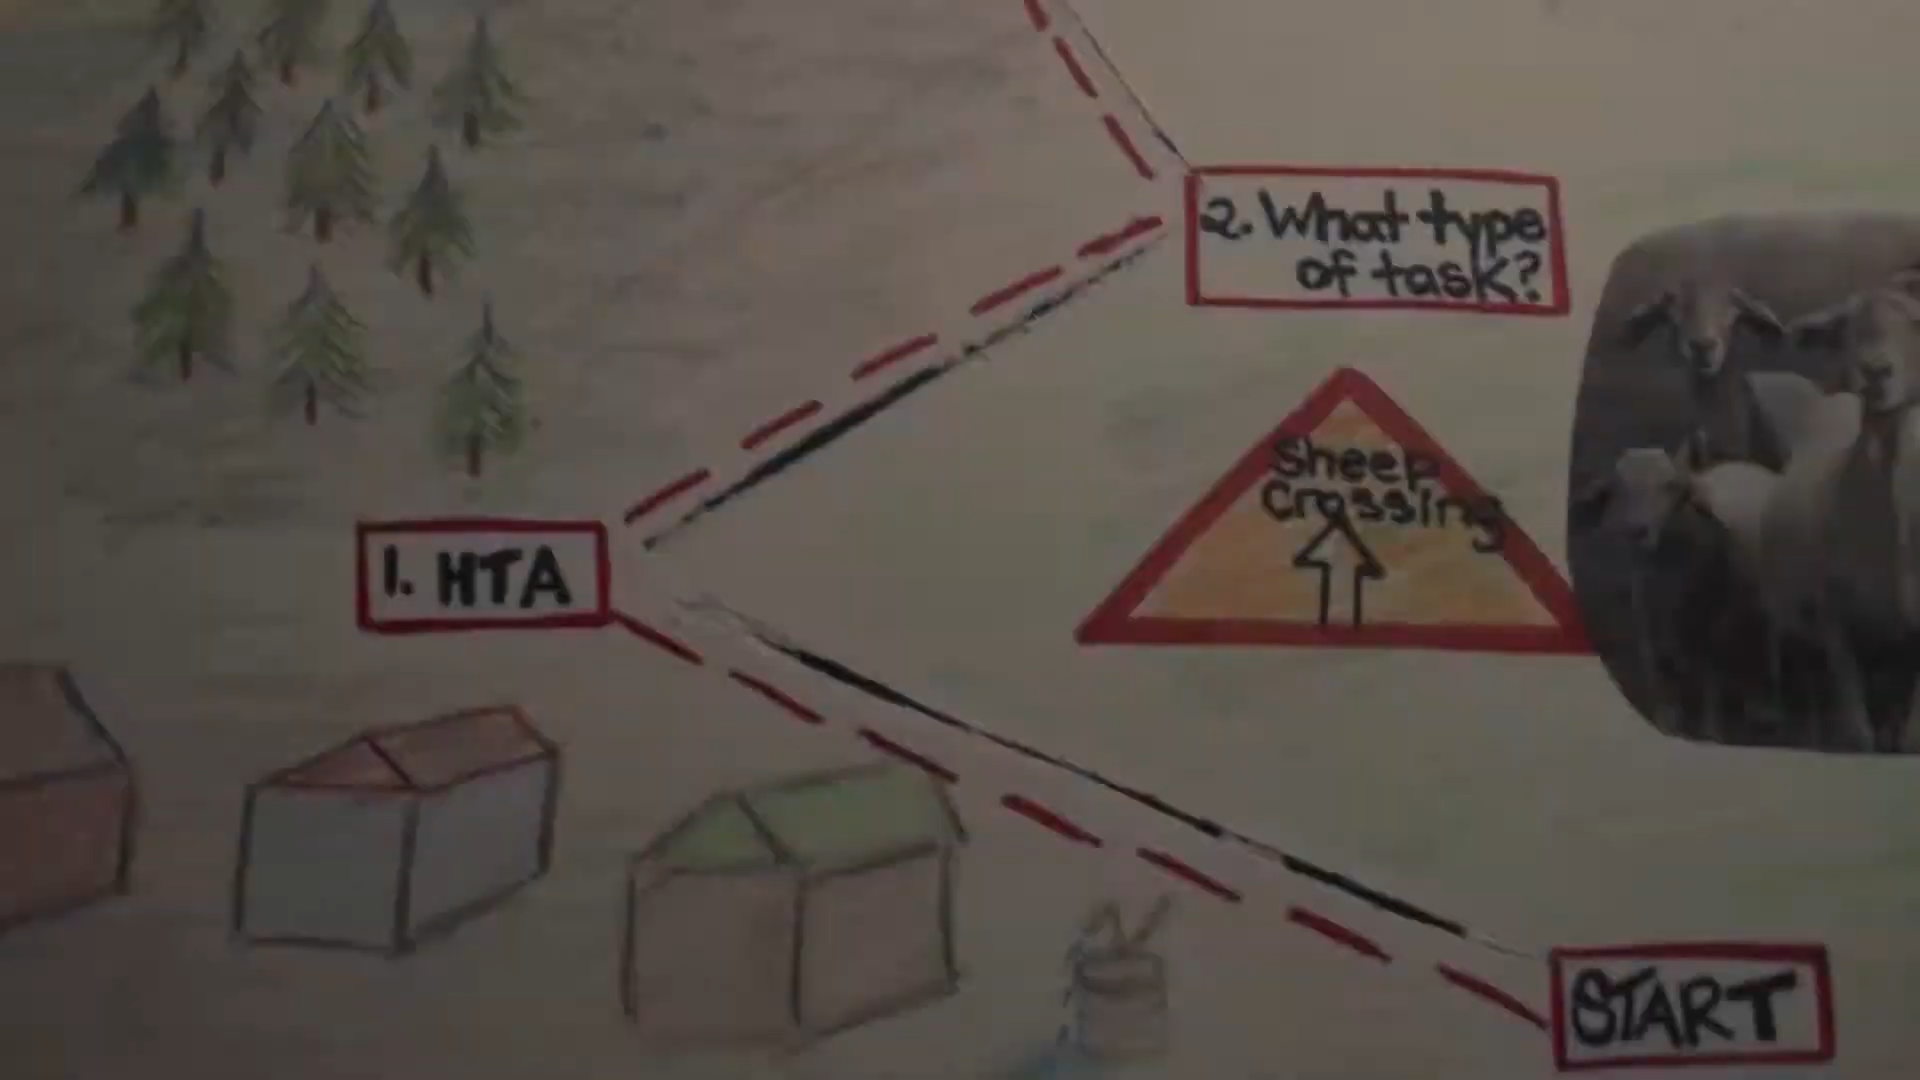 2. What type
of task?
Sheep
Crossing
1. HTA
START